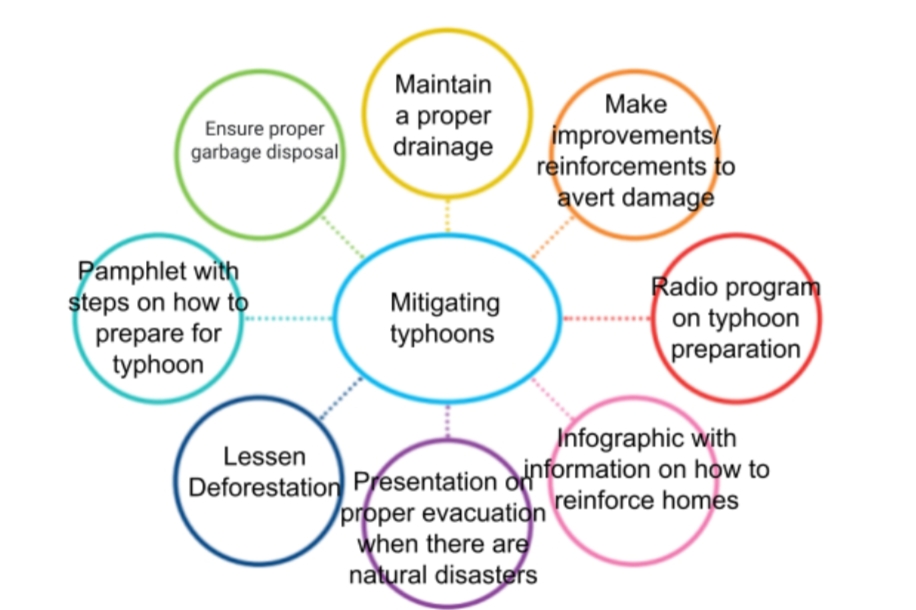 Maintain
a proper
drainage
Make
improvements/
reinforcements to
avert damage
Radio program
on typhoon
preparation
Infographic with
information on how to
reinforce homes
Presentation on
proper evacuation
when there are
natural disasters
Lessen
Deforestation
Pamphlet with
steps on how to
prepare for
typhoon
Ensure proper
garbage disposal
Mitigating
typhoons